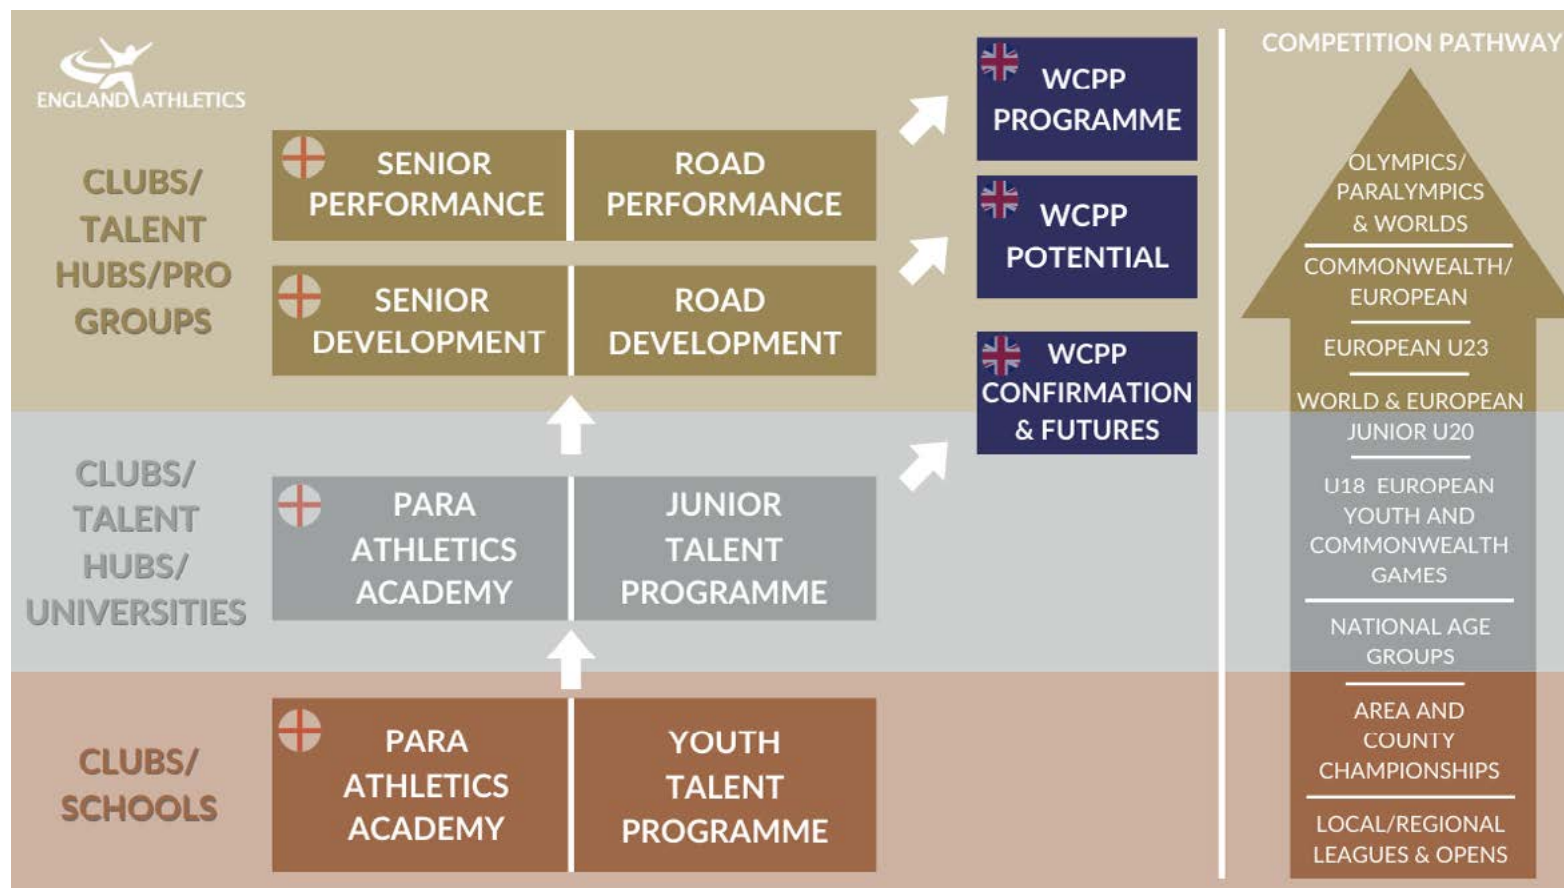 ENGLAND ATHLETICS
CLUBS/
TALENT
HUBS/PRO
GROUPS
SENIOR
PERFORMANCE
ROAD
PERFORMANCE
SENIOR
DEVELOPMENT
ROAD
DEVELOPMENT
WCPP
PROGRAMME
WCPP
POTENTIAL
WCPP
CONFIRMATION
& FUTURES
CLUBS/
TALENT
HUBS/
UNIVERSITIES
PARA
ATHLETICS
ACADEMY
JUNIOR
TALENT
PROGRAMME
CLUBS/
SCHOOLS
PARA
ATHLETICS
ACADEMY
YOUTH
TALENT
PROGRAMME
COMPETITION PATHWAY
OLYMPICS/
PARALYMPICS
& WORLDS
COMMONWEALTH/
EUROPEAN
EUROPEAN U23
WORLD & EUROPEAN
JUNIOR U20
U18 EUROPEAN
YOUTH AND
COMMONWEALTH
GAMES
NATIONAL AGE
GROUPS
AREA AND
COUNTY
CHAMPIONSHIPS
LOCAL/REGIONAL
LEAGUES & OPENS